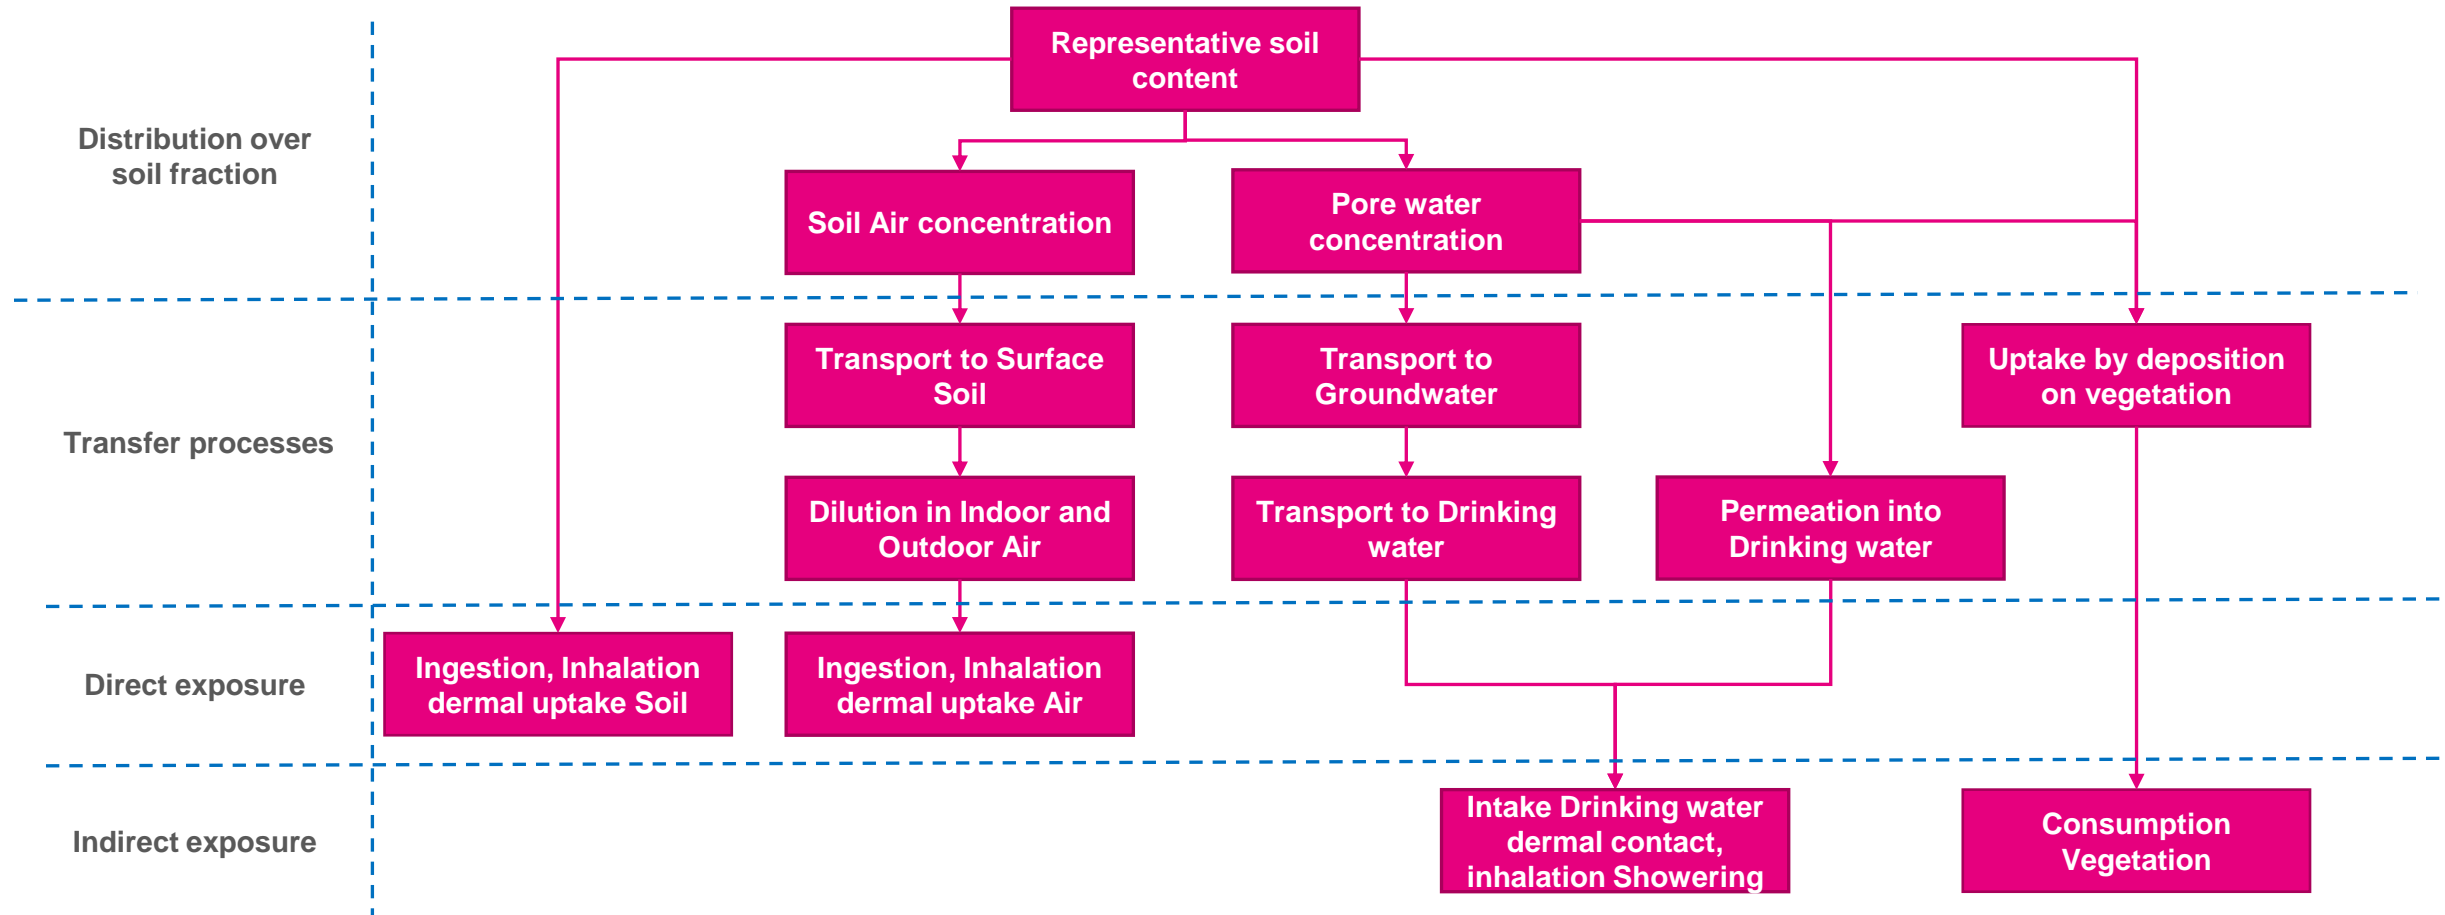 Representative soil
content
Distribution over
soil fraction
Soil Air concentration
Pore water
concentration
Transfer processes
Transport to Surface
Soil
Transport to
Groundwater
Uptake by deposition
on vegetation
Dilution in Indoor and
Outdoor Air
Transport to Drinking
water
Permeation into
Drinking water
Direct exposure
Ingestion, Inhalation
dermal uptake Soil
Ingestion, Inhalation
dermal uptake Air
Indirect exposure
Intake Drinking water
dermal contact,
inhalation Showering
Consumption
Vegetation